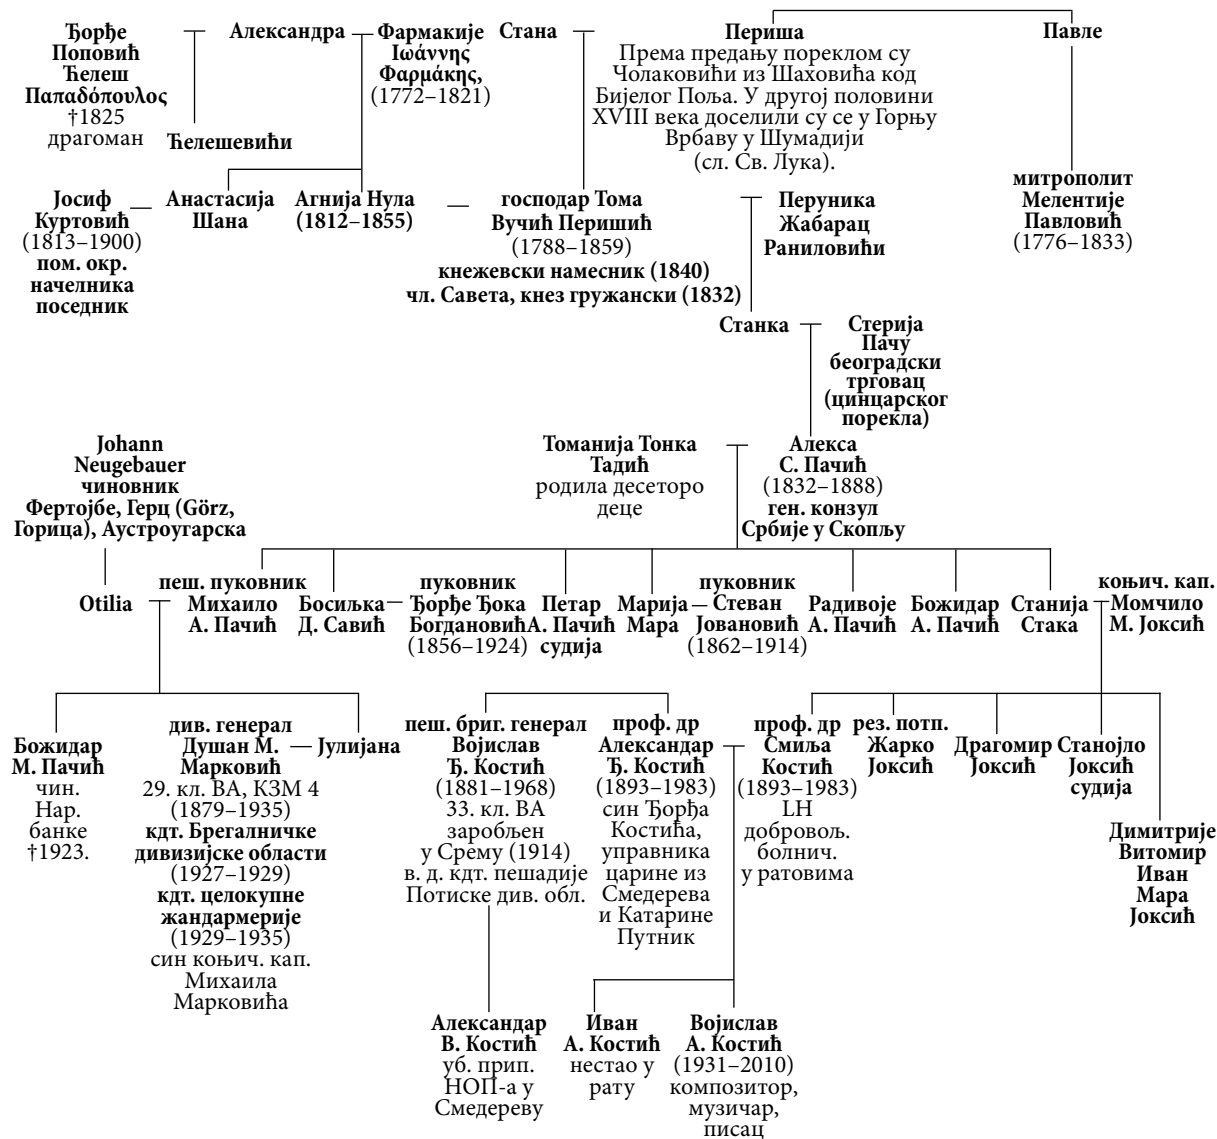 Ђорђе
Поповић
Ћелеш
Παπαδόπουλος
†1825
драгоман
Александра
Фармакије
Ιωάννης
Φαρμάκης,
(1772–1821)
Стана
Периша
Према предању пореклом су
Чолаковићи из Шаховића код
Бијелог Поља. У другој половини
XVIII века доселили су се у Горњу
Врбаву у Шумадији
(сл. Св. Лука).
Павле
Ћелешевићи
Јосиф
Куртовић
(1813–1900)
пом. окр.
начелника
поседник
Анастасија
Шана
Агнија Нула
(1812–1855)
господар Тома
Вучић Перишић
(1788–1859)
кнежевски намесник (1840)
чл. Савета, кнез гружански (1832)
Перуника
Жабарац
Раниловићи
митрополит
Мелентије
Павловић
(1776–1833)
Станка
Стерија
Пачу
београдски
трговац
(цинцарског
порекла)
Johann
Neugebauer
чиновник
Фертојбе, Герц (Görz,
Горица), Аустроугарска
Томанија Тонка
Тадић
родила десеторо
деце
Алекса
С. Пачић
(1832–1888)
ген. конзул
Србије у Скопљу
Otilia
пеш. пуковник
Михаило
А. Пачић
Босиљка
Д. Савић
пуковник
Ђорђе Ђока
Богдановић
(1856–1924)
Петар
А. Пачић
судија
Марија
Мара
пуковник
Стеван
Јовановић
(1862–1914)
Радивоје
А. Пачић
Божидар
А. Пачић
Станија
Стака
коњич. кап.
Момчило
М. Јоксић
Божидар
М. Пачић
чин.
Нар.
банке
†1923.
див. генерал
Душан М.
Марковић
29. кл. ВА, КЗМ 4
(1879–1935)
кдт. Брегалничке
дивизијске области
(1927–1929)
кдт. целокупне
жандармерије
(1929–1935)
син коњич. кап.
Михаила
Марковића
Јулијана
пеш. бриг. генерал
Војислав
Ђ. Костић
(1881–1968)
33. кл. ВА
заробљен
у Срему (1914)
в. д. кдт. пешадије
Потиске див. обл.
проф. др
Александар
Ђ. Костић
(1893–1983)
син Ђорђа
Костића,
управника
царине из
Смедерева
и Катарине
Путник
проф. др
Смиља
Костић
(1893–1983)
LH
добровољ.
болнич.
у ратовима
рез. потп.
Жарко
Јоксић
Драгомир
Јоксић
Станојло
Јоксић
судија
Димитрије
Витомир
Иван
Мара
Јоксић
Александар
В. Костић
уб. прип.
НОП-а у
Смедереву
Иван
А. Костић
нестао у
рату
Војислав
А. Костић
(1931–2010)
композитор,
музичар,
писац